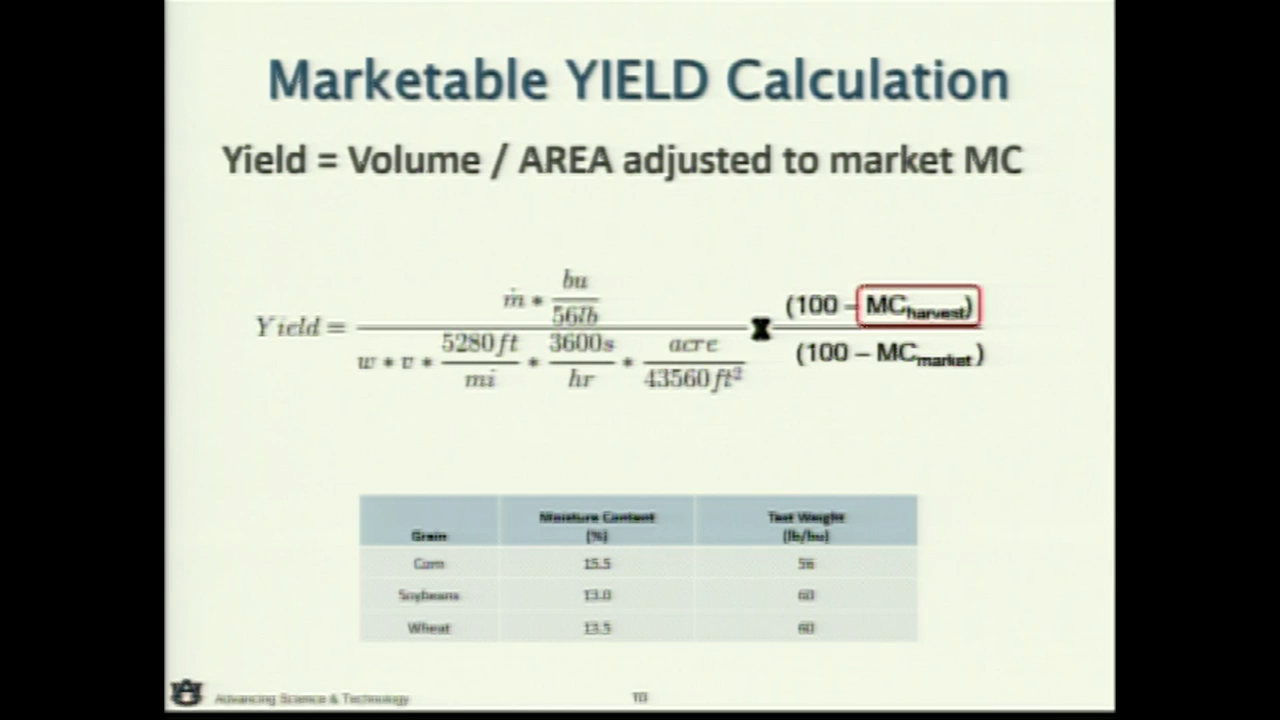 Marketable YIELD Calculation
Yield = Volume / AREA adjusted to market MC
Yield = (ṁ * bu/56lb) / (w * v * 5280ft/mi * 3600s/hr * acre/43560ft²) × (100 – MCharvest) / (100 – MCmarket)
Grain Moisture Content (%) Test Weight (lb/bu)
Corn 15.5 56
Soybeans 13.0 60
Wheat 13.5 60
Advancing Science & Technology 10